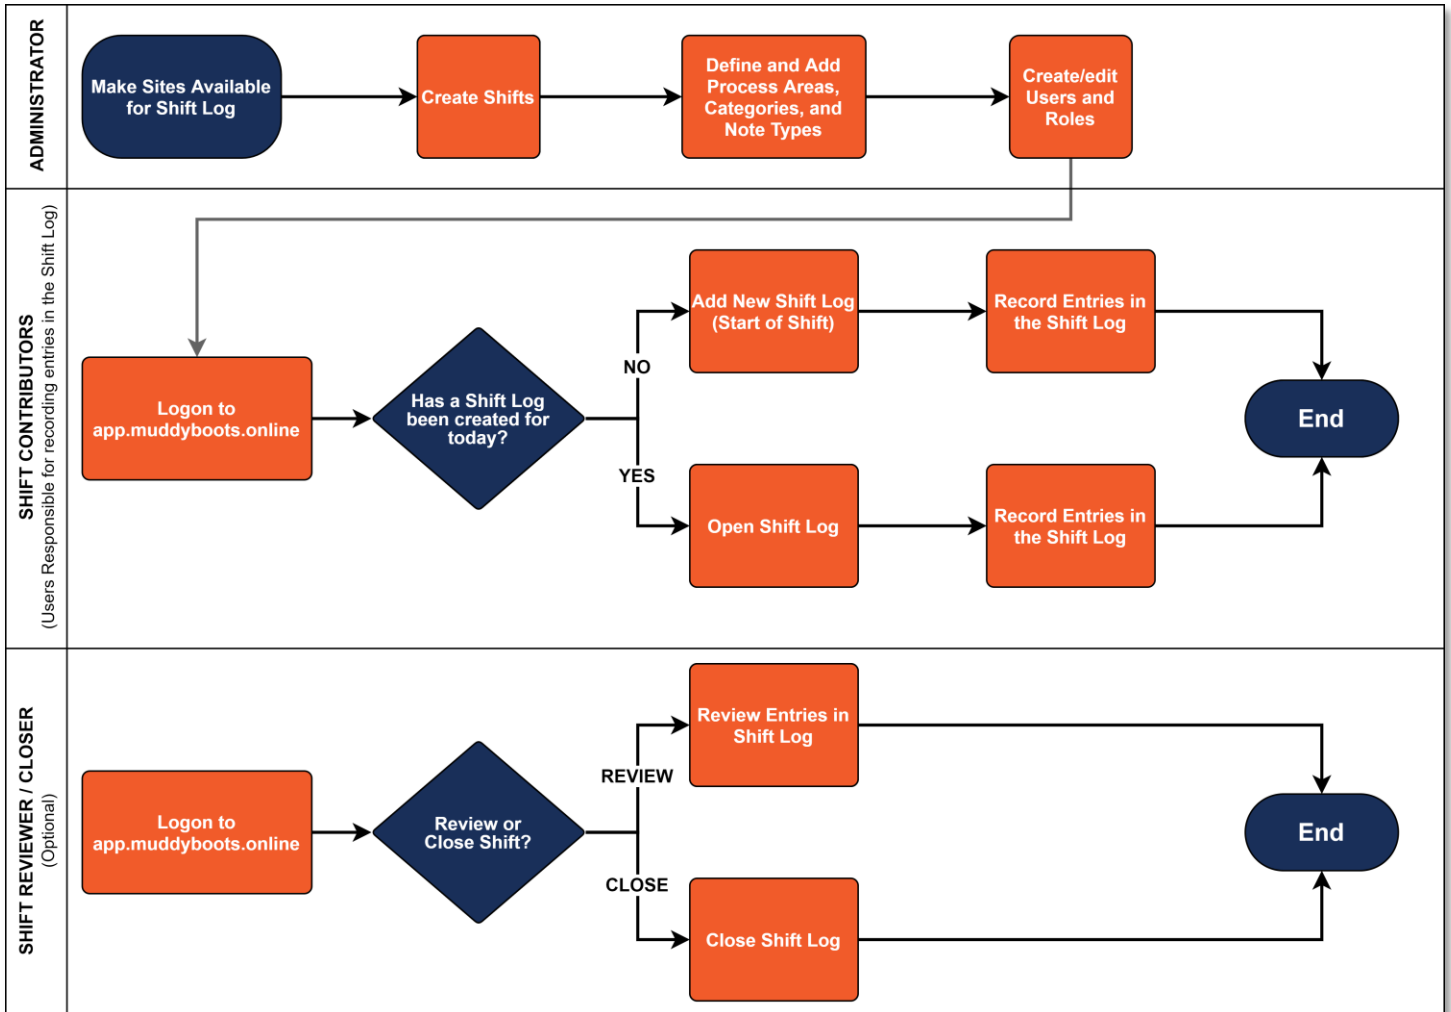 ADMINISTRATOR
Make Sites Available
for Shift Log
Create Shifts
Define and Add
Process Areas,
Categories, and
Note Types
Create/edit
Users and
Roles
SHIFT CONTRIBUTORS
(Users Responsible for recording entries in the Shift Log)
Logon to
app.muddyboots.online
Has a Shift Log
been created for
today?
NO
Add New Shift Log
(Start of Shift)
Record Entries in
the Shift Log
YES
Open Shift Log
Record Entries in
the Shift Log
End
SHIFT REVIEWER / CLOSER
(Optional)
Logon to
app.muddyboots.online
Review or
Close Shift?
REVIEW
Review Entries in
Shift Log
CLOSE
Close Shift Log
End